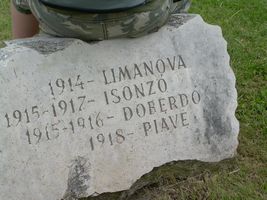 1914- LIMANOVA
1915-1917- ISONZO
1915-1916- DOBERDO
1918- PIAVE